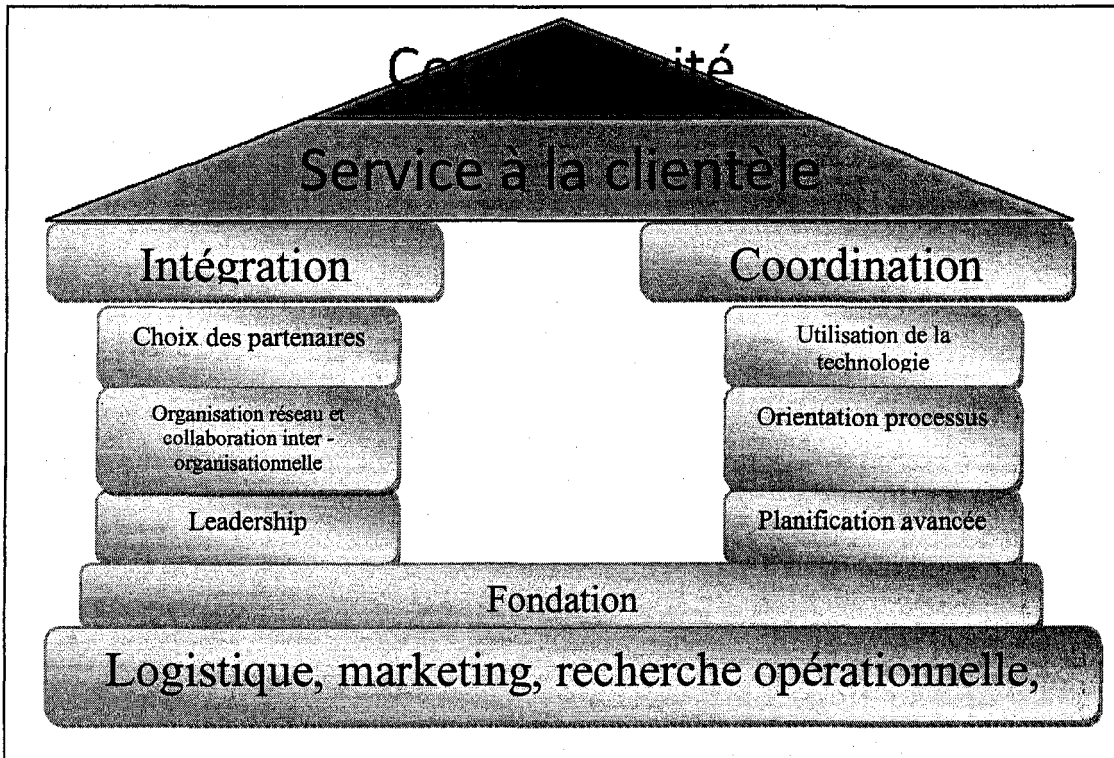 Service à la clientèle
Intégration
Coordination
Choix des partenaires
Organisation réseau et
collaboration inter -
organisationnelle
Leadership
Utilisation de la
technologie
Orientation processus
Planification avancée
Fondation
Logistique, marketing, recherche opérationnelle,